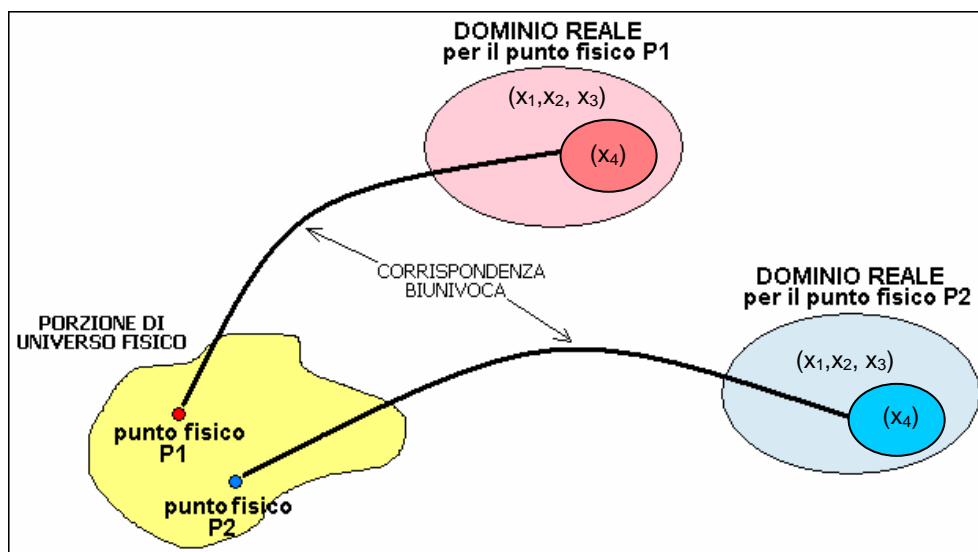 DOMINIO REALE
per il punto fisico P1
(x₁,x₂, x₃)
(x₄)
CORRISPONDENZA
BIUNIVOCA
DOMINIO REALE
per il punto fisico P2
(x₁,x₂, x₃)
(x₄)
PORZIONE DI
UNIVERSO FISICO
punto fisico
P1
punto fisico
P2